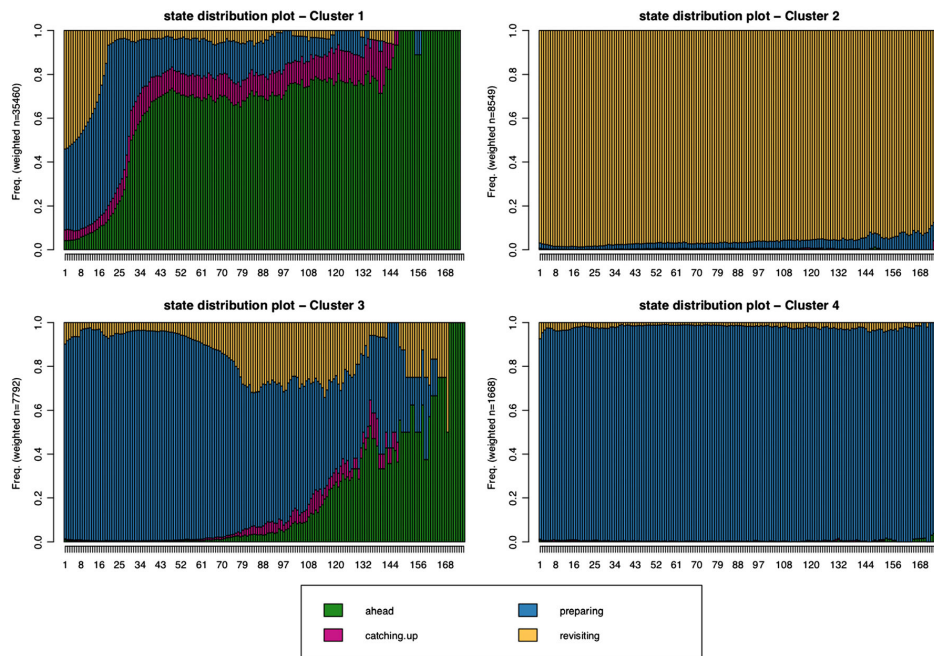 state distribution plot – Cluster 1
Freq. (weighted n=35460)
0.0 0.2 0.4 0.6 0.8 1.0
1 8 16 25 34 43 52 61 70 79 88 97 108 120 132 144 156 168
state distribution plot – Cluster 2
Freq. (weighted n=8549)
0.0 0.2 0.4 0.6 0.8 1.0
1 8 16 25 34 43 52 61 70 79 88 97 108 120 132 144 156 168
state distribution plot – Cluster 3
Freq. (weighted n=7792)
0.0 0.2 0.4 0.6 0.8 1.0
1 8 16 25 34 43 52 61 70 79 88 97 108 120 132 144 156 168
state distribution plot – Cluster 4
Freq. (weighted n=1668)
0.0 0.2 0.4 0.6 0.8 1.0
1 8 16 25 34 43 52 61 70 79 88 97 108 120 132 144 156 168
ahead preparing
catching.up revisiting